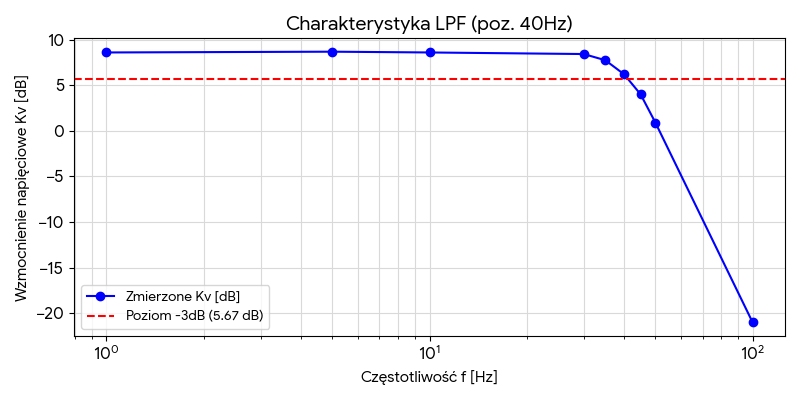 Charakterystyka LPF (poz. 40Hz)
Wzmocnienie napięciowe Kv [dB]
10
5
0
−5
−10
−15
−20
Zmierzone Kv [dB]
Poziom -3dB (5.67 dB)
10⁰
10¹
10²
Częstotliwość f [Hz]